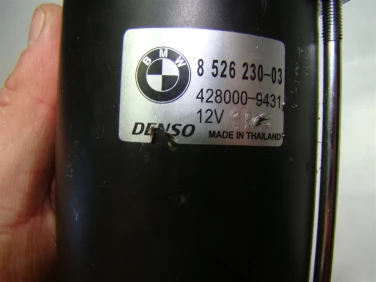 BMW
8 526 230-03
428000-9431
12V
DENSO
MADE IN THAILAND